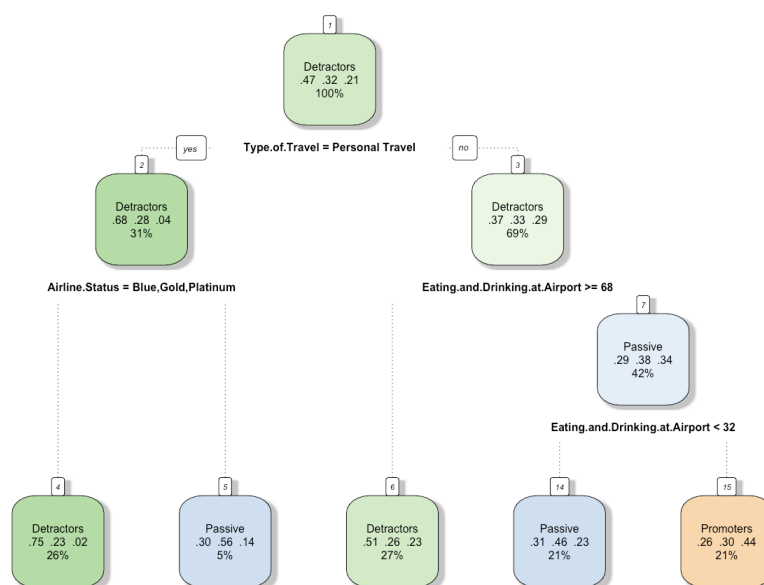 1
Detractors
.47 .32 .21
100%
yes Type.of.Travel = Personal Travel no
2
Detractors
.68 .28 .04
31%
3
Detractors
.37 .33 .29
69%
Airline.Status = Blue,Gold,Platinum
Eating.and.Drinking.at.Airport >= 68
7
Passive
.29 .38 .34
42%
Eating.and.Drinking.at.Airport < 32
4
Detractors
.75 .23 .02
26%
5
Passive
.30 .56 .14
5%
6
Detractors
.51 .26 .23
27%
14
Passive
.31 .46 .23
21%
15
Promoters
.26 .30 .44
21%